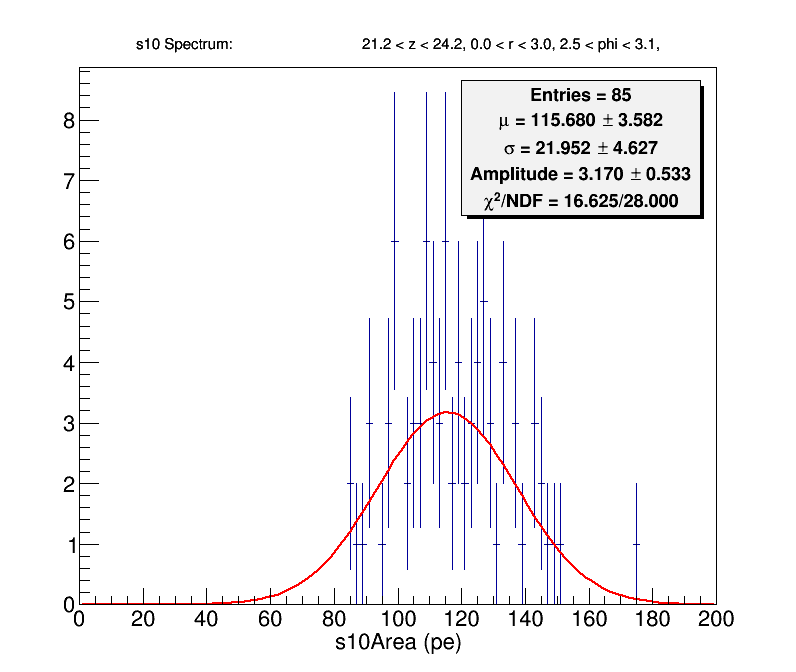 s10 Spectrum: 21.2 < z < 24.2, 0.0 < r < 3.0, 2.5 < phi < 3.1,
Entries = 85
μ = 115.680 ± 3.582
σ = 21.952 ± 4.627
Amplitude = 3.170 ± 0.533
χ²/NDF = 16.625/28.000
8
7
6
5
4
3
2
1
0
0 20 40 60 80 100 120 140 160 180 200
s10Area (pe)